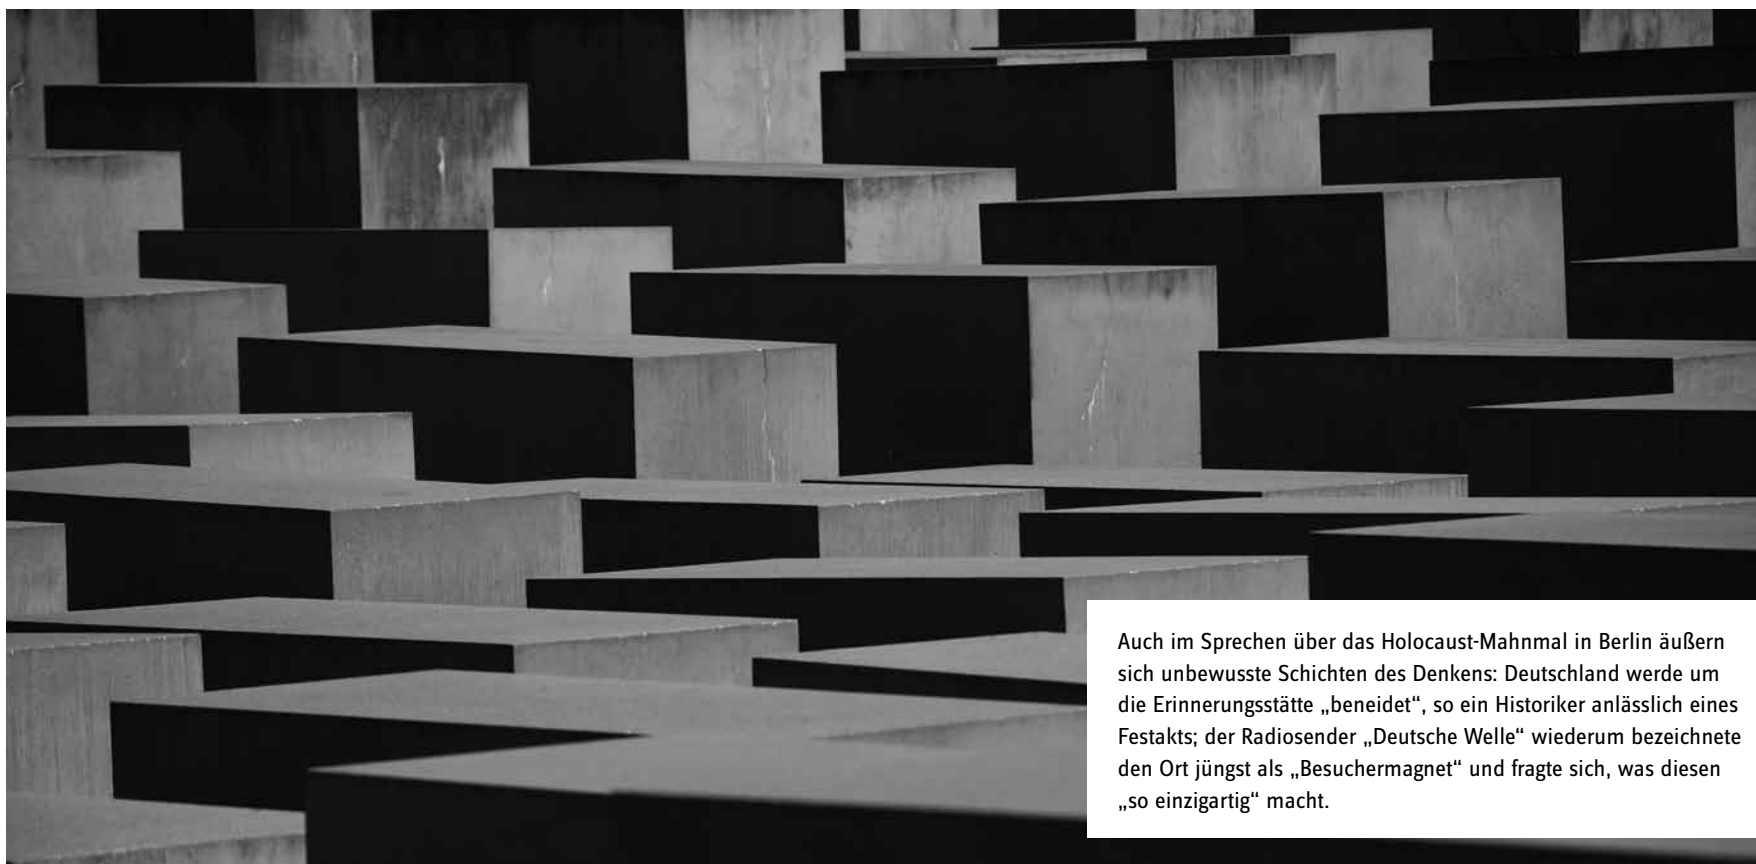 Auch im Sprechen über das Holocaust-Mahnmal in Berlin äußern
sich unbewusste Schichten des Denkens: Deutschland werde um
die Erinnerungsstätte „beneidet“, so ein Historiker anlässlich eines
Festakts; der Radiosender „Deutsche Welle“ wiederum bezeichnete
den Ort jüngst als „Besuchermagnet“ und fragte sich, was diesen
„so einzigartig“ macht.